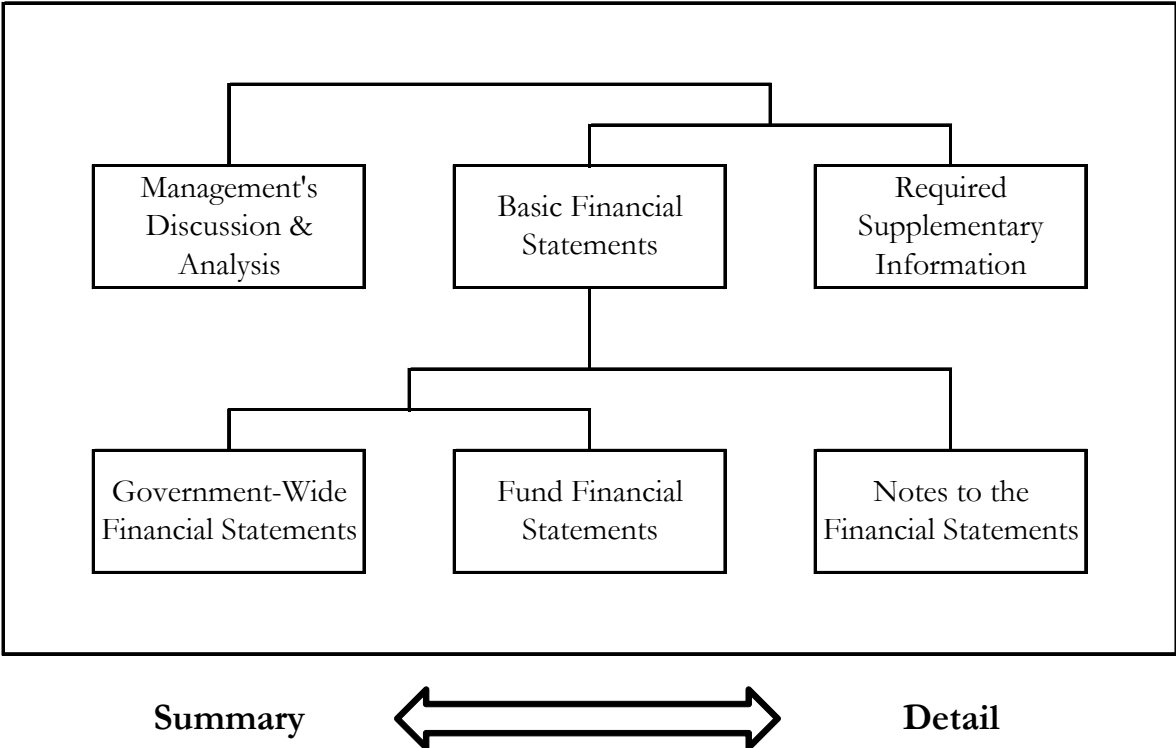 Management's
Discussion &
Analysis
Basic Financial
Statements
Required
Supplementary
Information
Government-Wide
Financial Statements
Fund Financial
Statements
Notes to the
Financial Statements
Summary
Detail